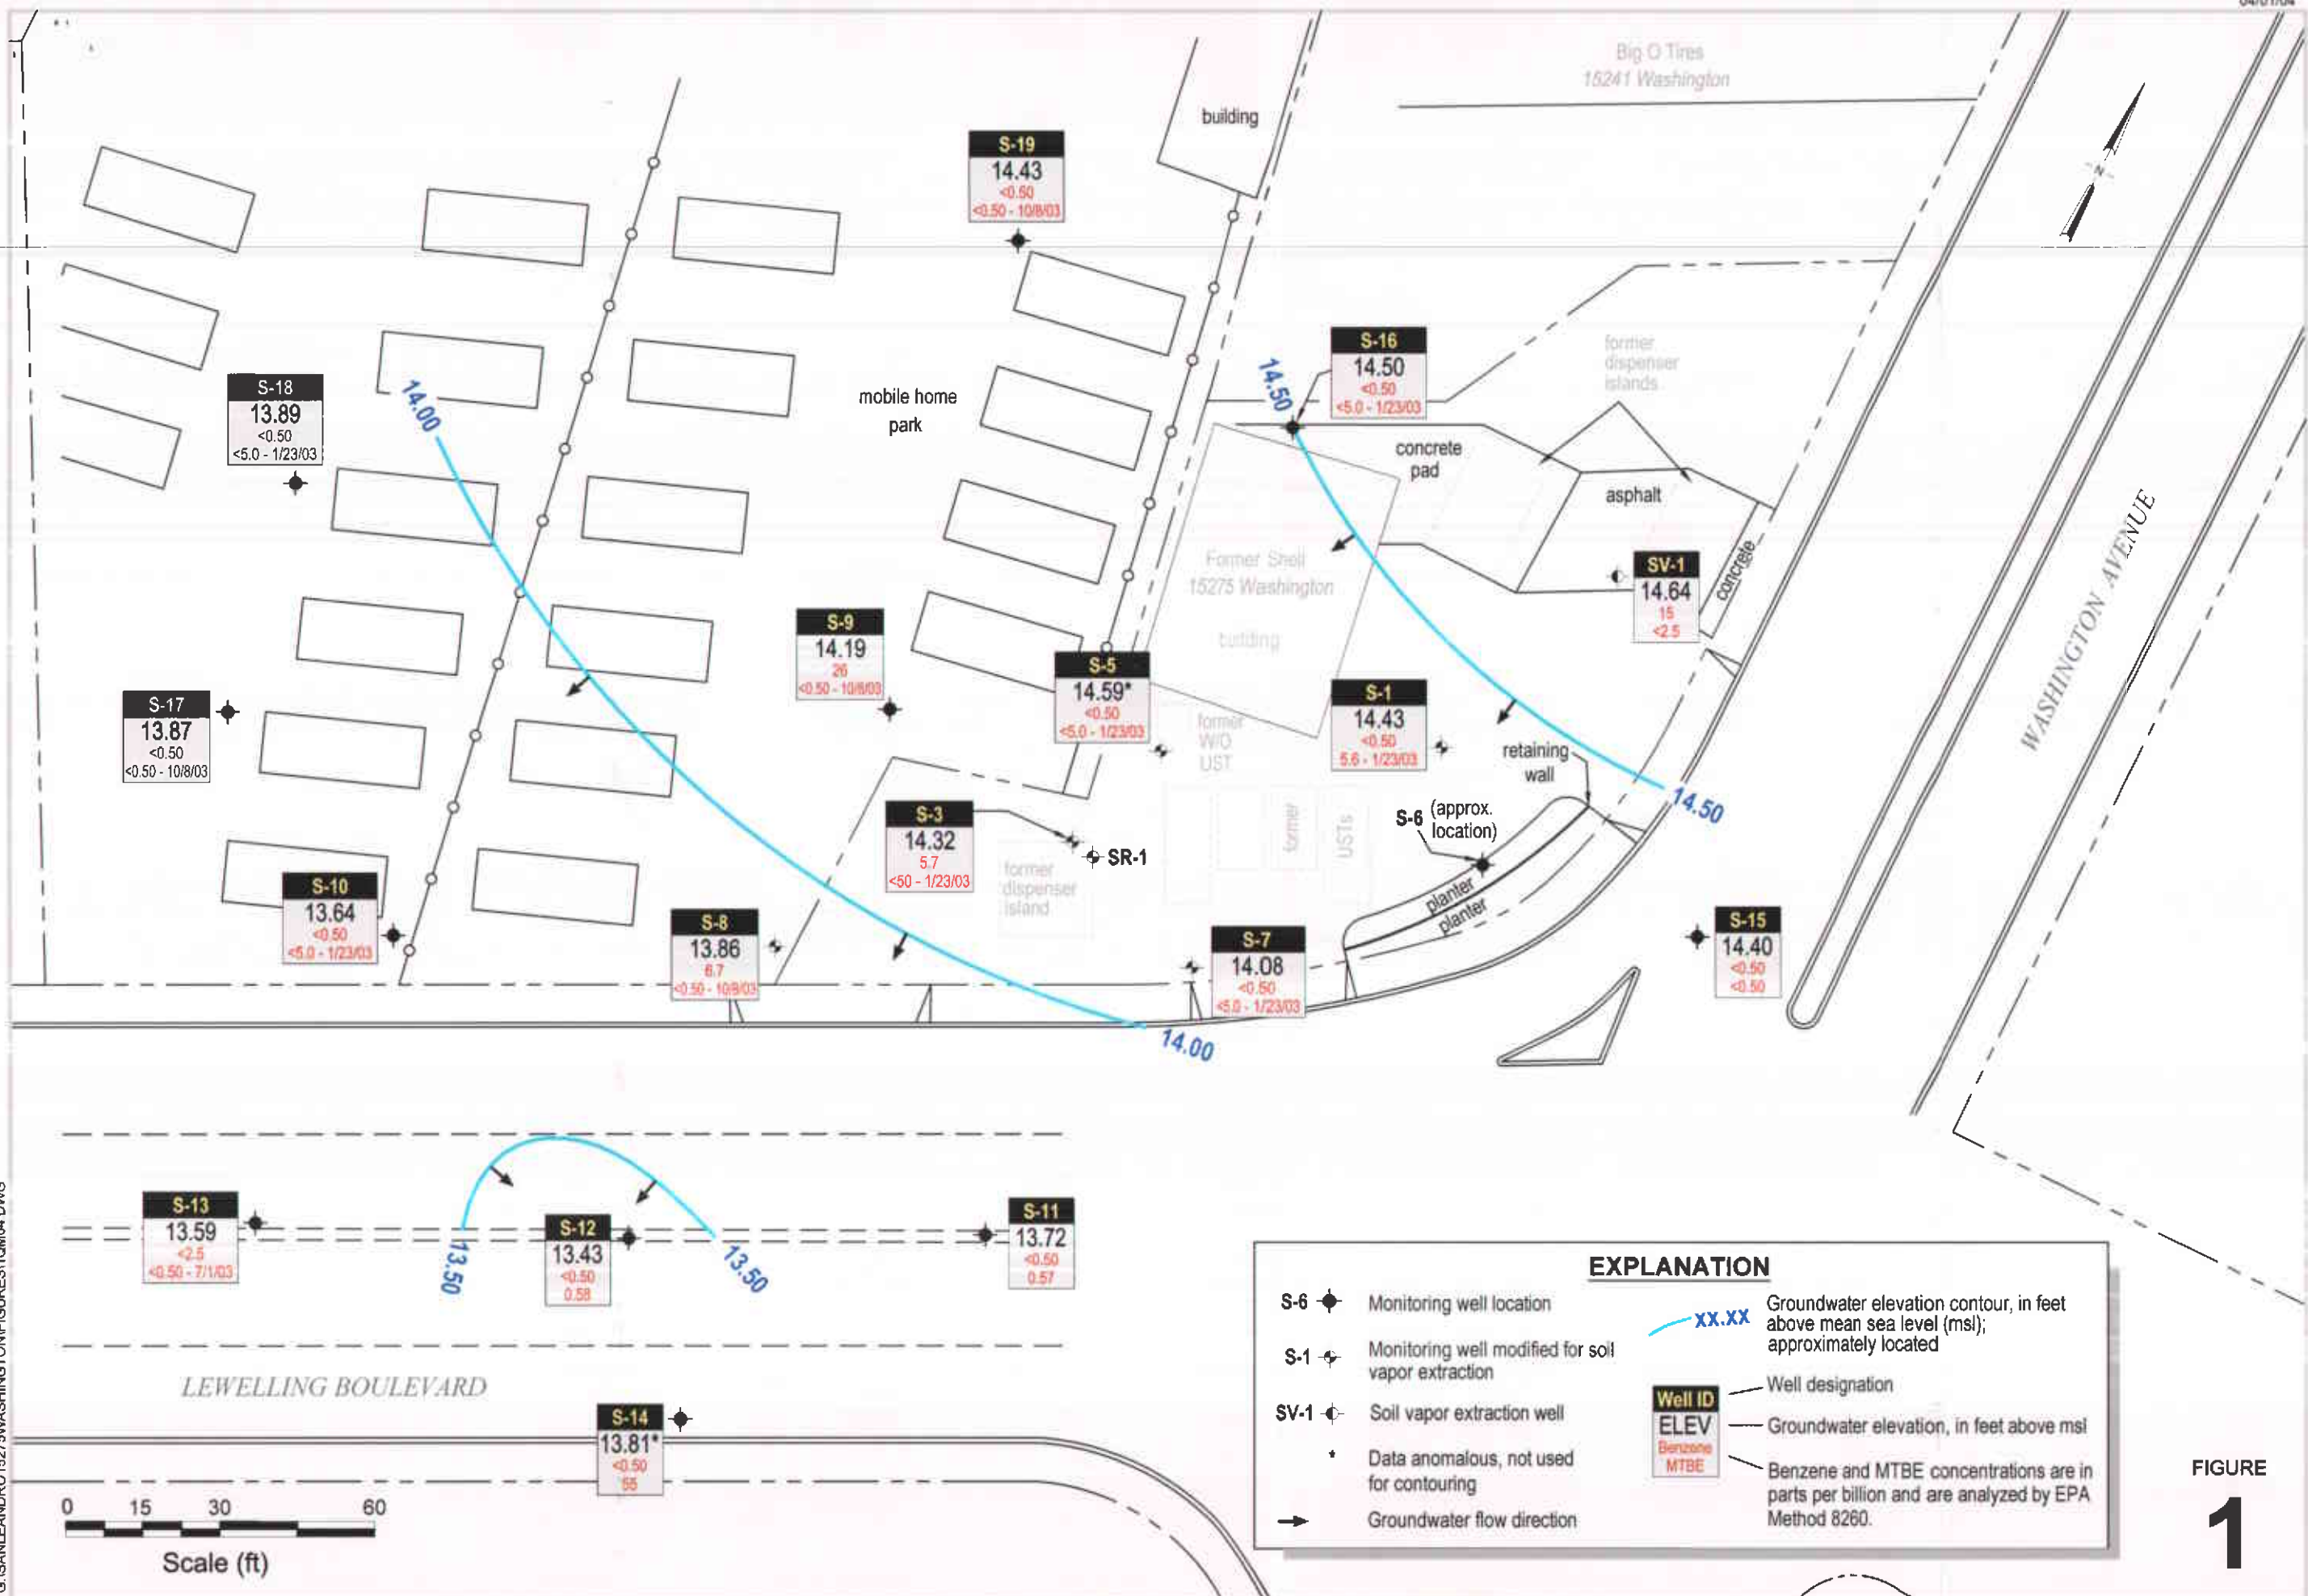 04/01/04
Big O Tires
15241 Washington
building
S-19
14.43
<0.50
<0.50 - 10/8/03
S-16
14.50
<0.50
<5.0 - 1/23/03
former
dispenser
islands
14.50
S-18
13.89
<0.50
<5.0 - 1/23/03
14.00
mobile home
park
concrete
pad
asphalt
concrete
SV-1
14.64
15
<2.5
Former Shell
15275 Washington
building
WASHINGTON AVENUE
N
S-9
14.19
26
<0.50 - 10/8/03
S-5
14.59*
<0.50
<5.0 - 1/23/03
S-1
14.43
<0.50
5.6 - 1/23/03
former
W/O
UST
retaining
wall
14.50
S-17
13.87
<0.50
<0.50 - 10/8/03
S-3
14.32
5.7
<50 - 1/23/03
SR-1
former
dispenser
island
former
USTs
S-6 (approx.
location)
planter
planter
S-10
13.64
<0.50
<5.0 - 1/23/03
S-8
13.86
6.7
<0.50 - 10/8/03
S-7
14.08
<0.50
<5.0 - 1/23/03
S-15
14.40
<0.50
<0.50
14.00
S-13
13.59
<2.5
<0.50 - 7/1/03
13.50
S-12
13.43
<0.50
0.58
13.50
S-11
13.72
<0.50
0.57
LEWELLING BOULEVARD
S-14
13.81*
<0.50
55
0 15 30 60
Scale (ft)
EXPLANATION
S-6 Monitoring well location
S-1 Monitoring well modified for soil
vapor extraction
SV-1 Soil vapor extraction well
* Data anomalous, not used
for contouring
Groundwater flow direction
XX.XX Groundwater elevation contour, in feet
above mean sea level (msl);
approximately located
Well ID
ELEV
Benzene
MTBE
Well designation
Groundwater elevation, in feet above msl
Benzene and MTBE concentrations are in
parts per billion and are analyzed by EPA
Method 8260.
FIGURE
1